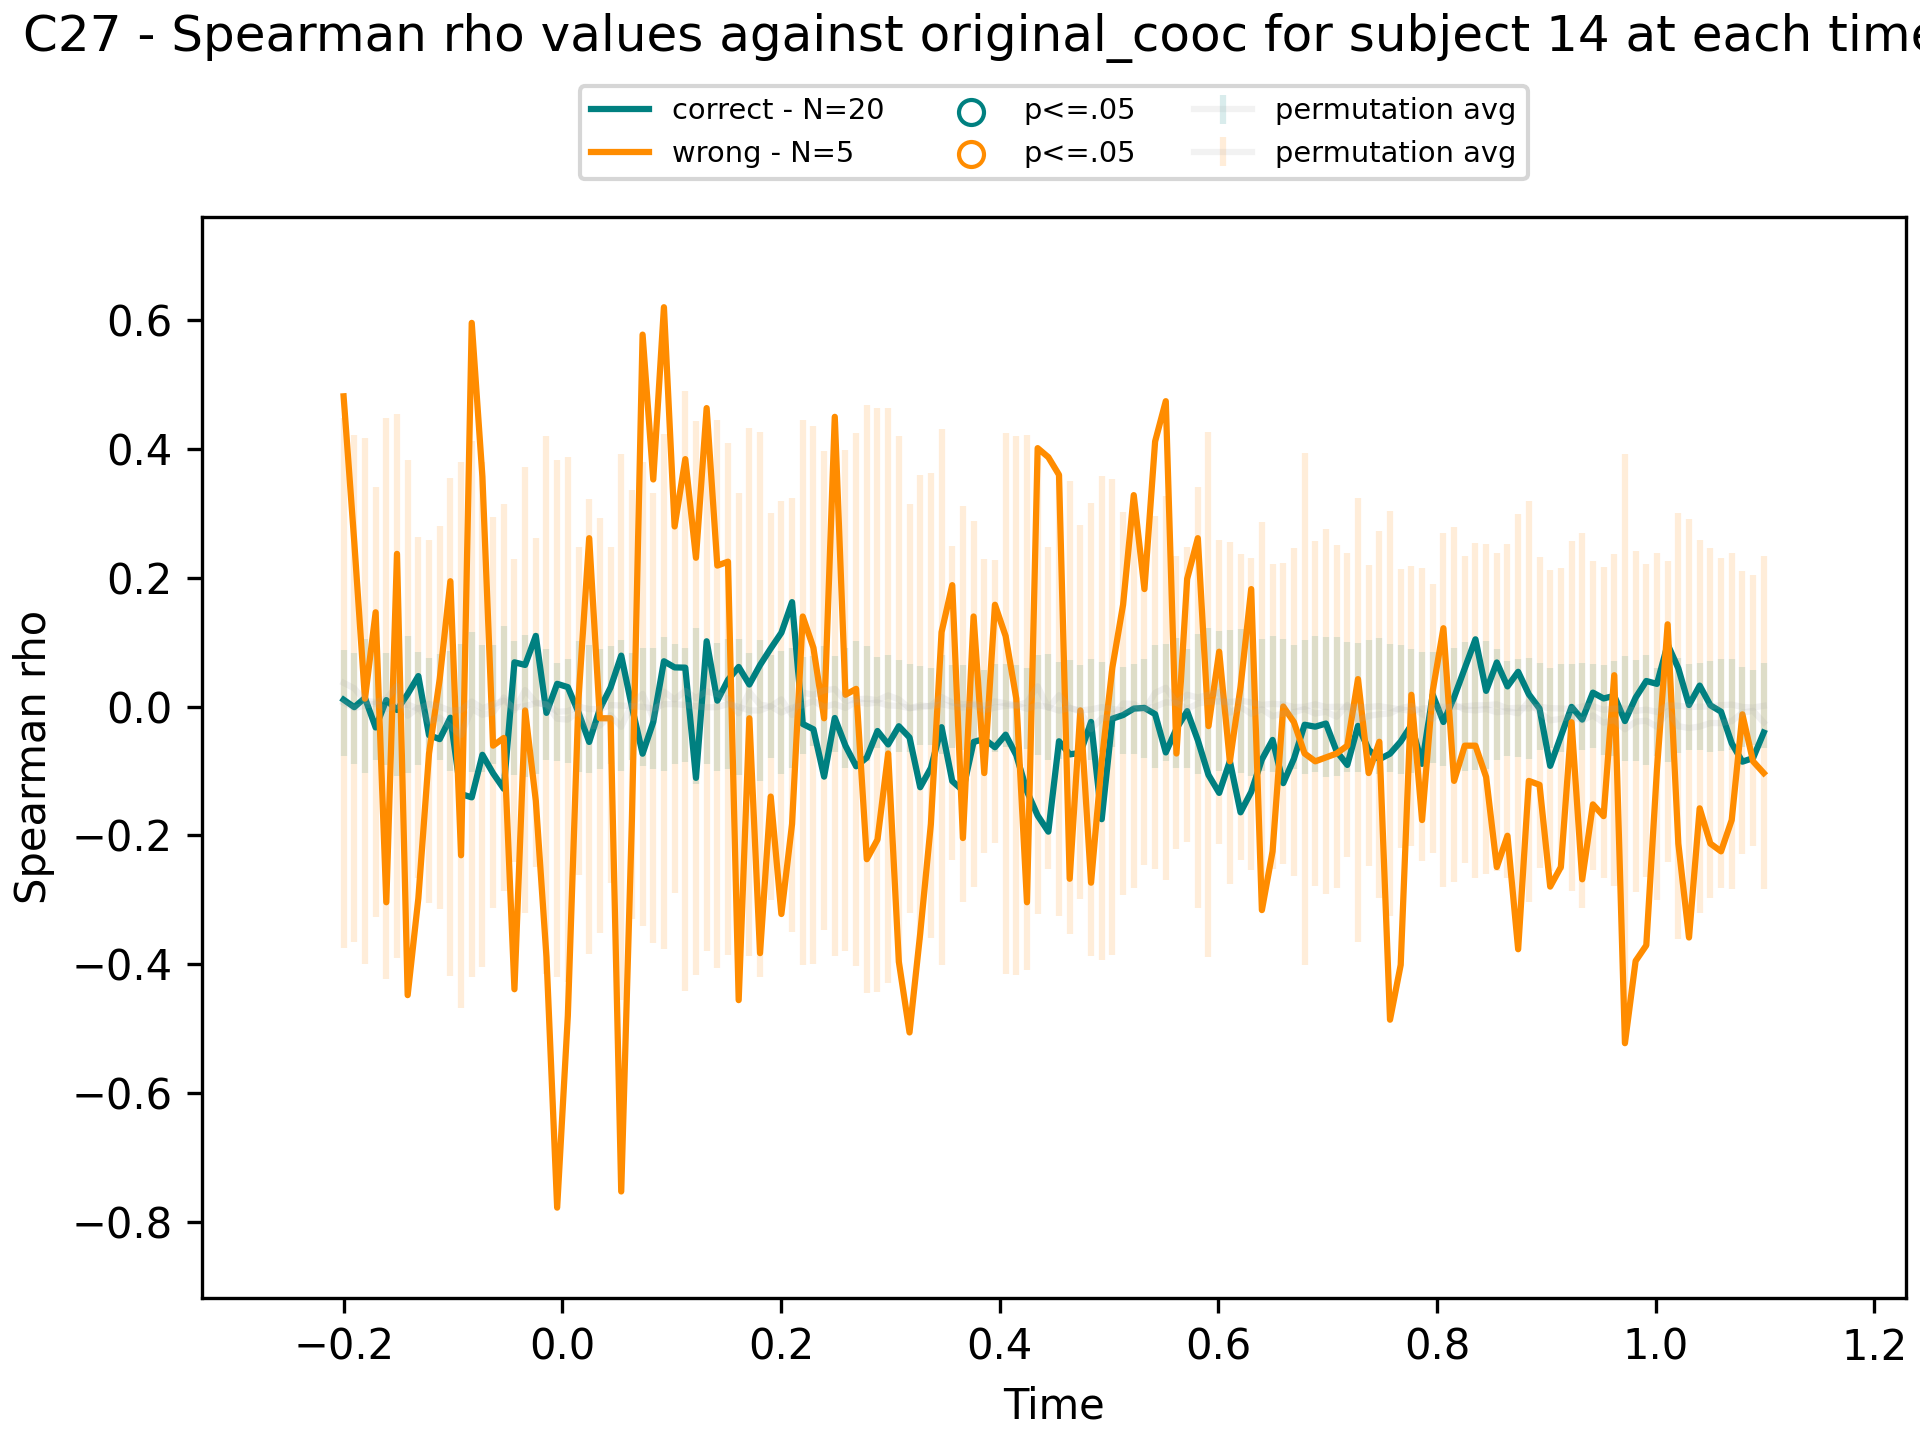 C27 - Spearman rho values against original_cooc for subject 14 at each time
correct - N=20 p<=.05 permutation avg
wrong - N=5 p<=.05 permutation avg
0.6
0.4
0.2
0.0
−0.2
−0.4
−0.6
−0.8
Spearman rho
−0.2 0.0 0.2 0.4 0.6 0.8 1.0 1.2
Time